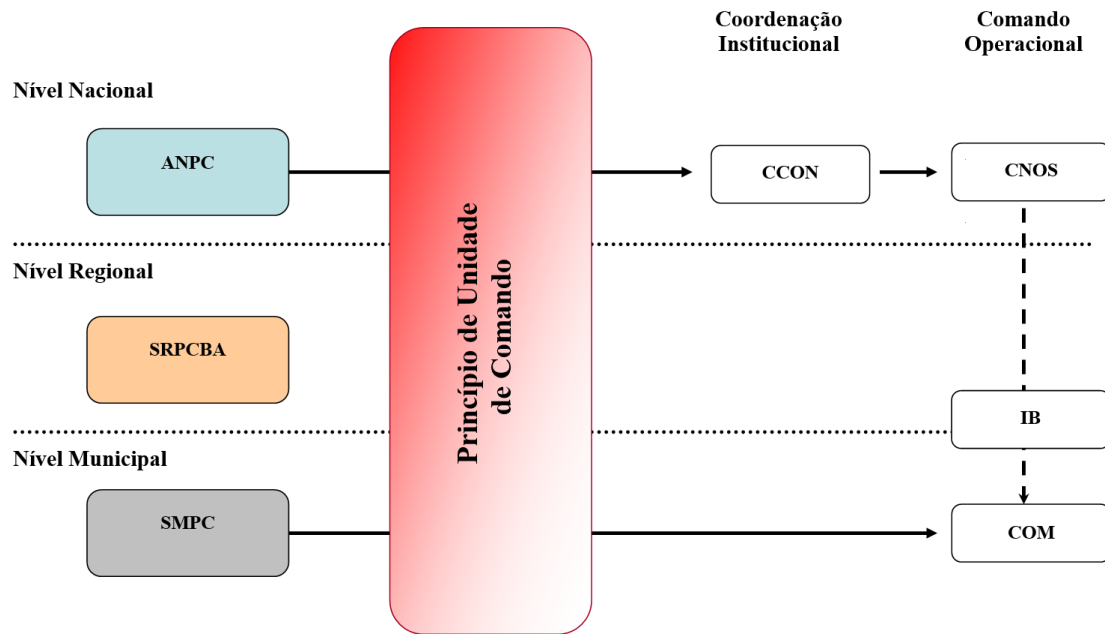 Coordenação
Institucional
Comando
Operacional
Nível Nacional
ANPC
CCON
CNOS
Princípio de Unidade
de Comando
Nível Regional
SRPCBA
IB
Nível Municipal
SMPC
COM